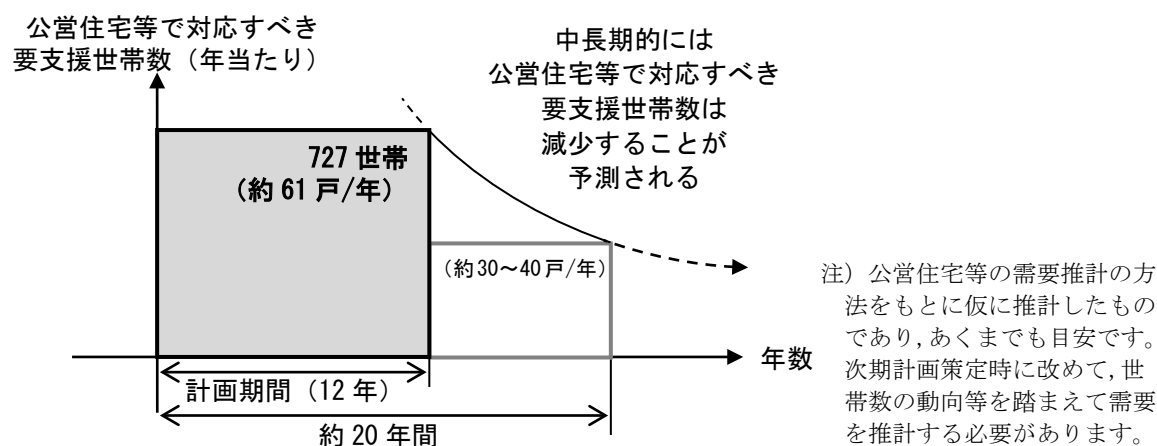 公営住宅等で対応すべき
要支援世帯数（年当たり）
中長期的には
公営住宅等で対応すべき
要支援世帯数は
減少することが
予測される
727 世帯
（約 61 戸/年）
（約30～40戸/年）
年数
計画期間（12 年）
約 20 年間
注）公営住宅等の需要推計の方
法をもとに仮に推計したもの
であり,あくまでも目安です。
次期計画策定時に改めて,世
帯数の動向等を踏まえて需要
を推計する必要があります。